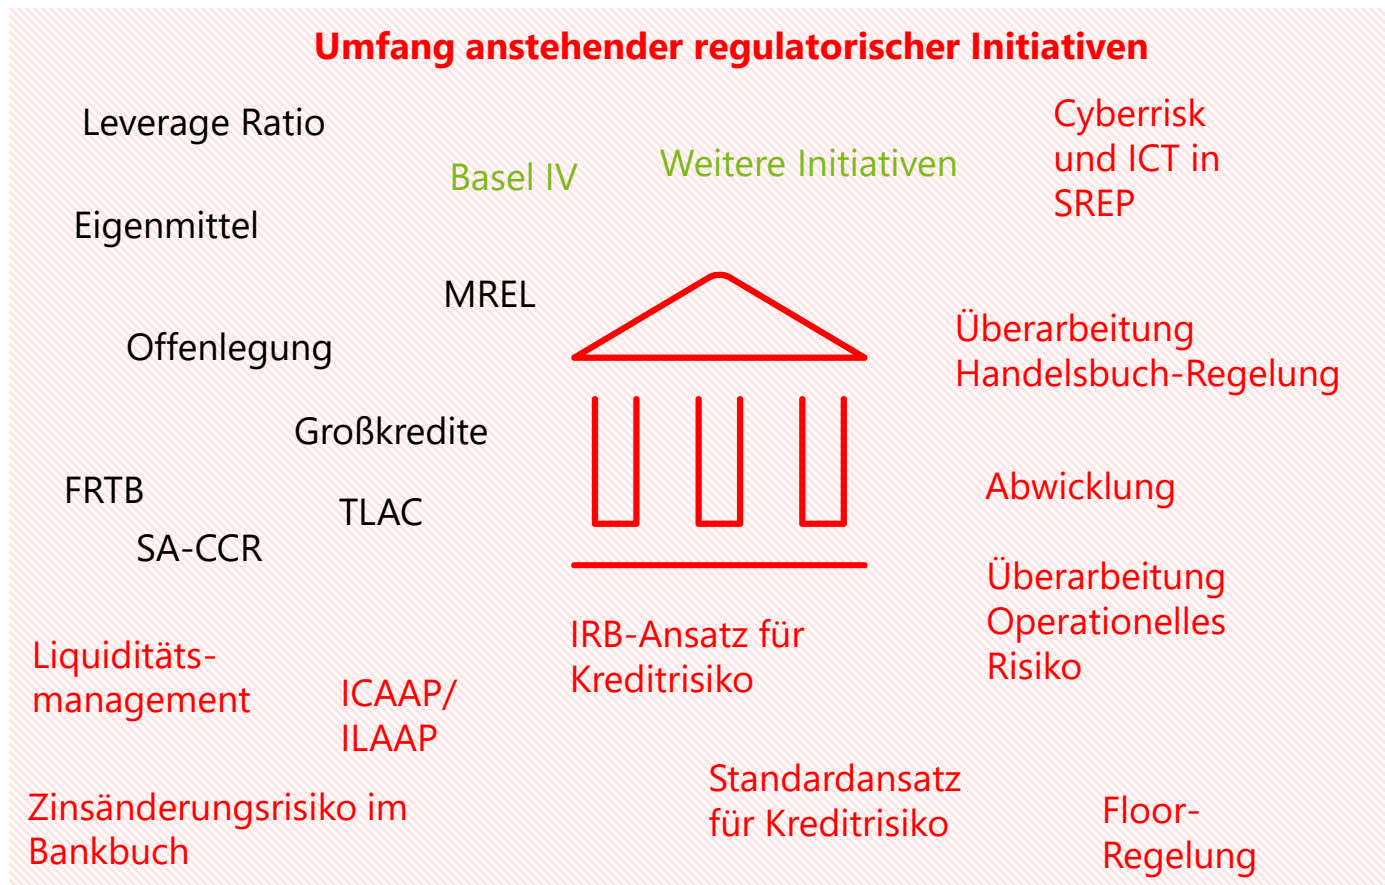 Umfang anstehender regulatorischer Initiativen
Leverage Ratio
Cyberrisk
und ICT in
SREP
Basel IV
Weitere Initiativen
Eigenmittel
MREL
Offenlegung
Überarbeitung
Handelsbuch-Regelung
Großkredite
FRTB
TLAC
SA-CCR
Abwicklung
Überarbeitung
Operationelles
Risiko
IRB-Ansatz für
Kreditrisiko
Liquiditäts-
management
ICAAP/
ILAAP
Standardansatz
für Kreditrisiko
Zinsänderungsrisiko im
Bankbuch
Floor-
Regelung